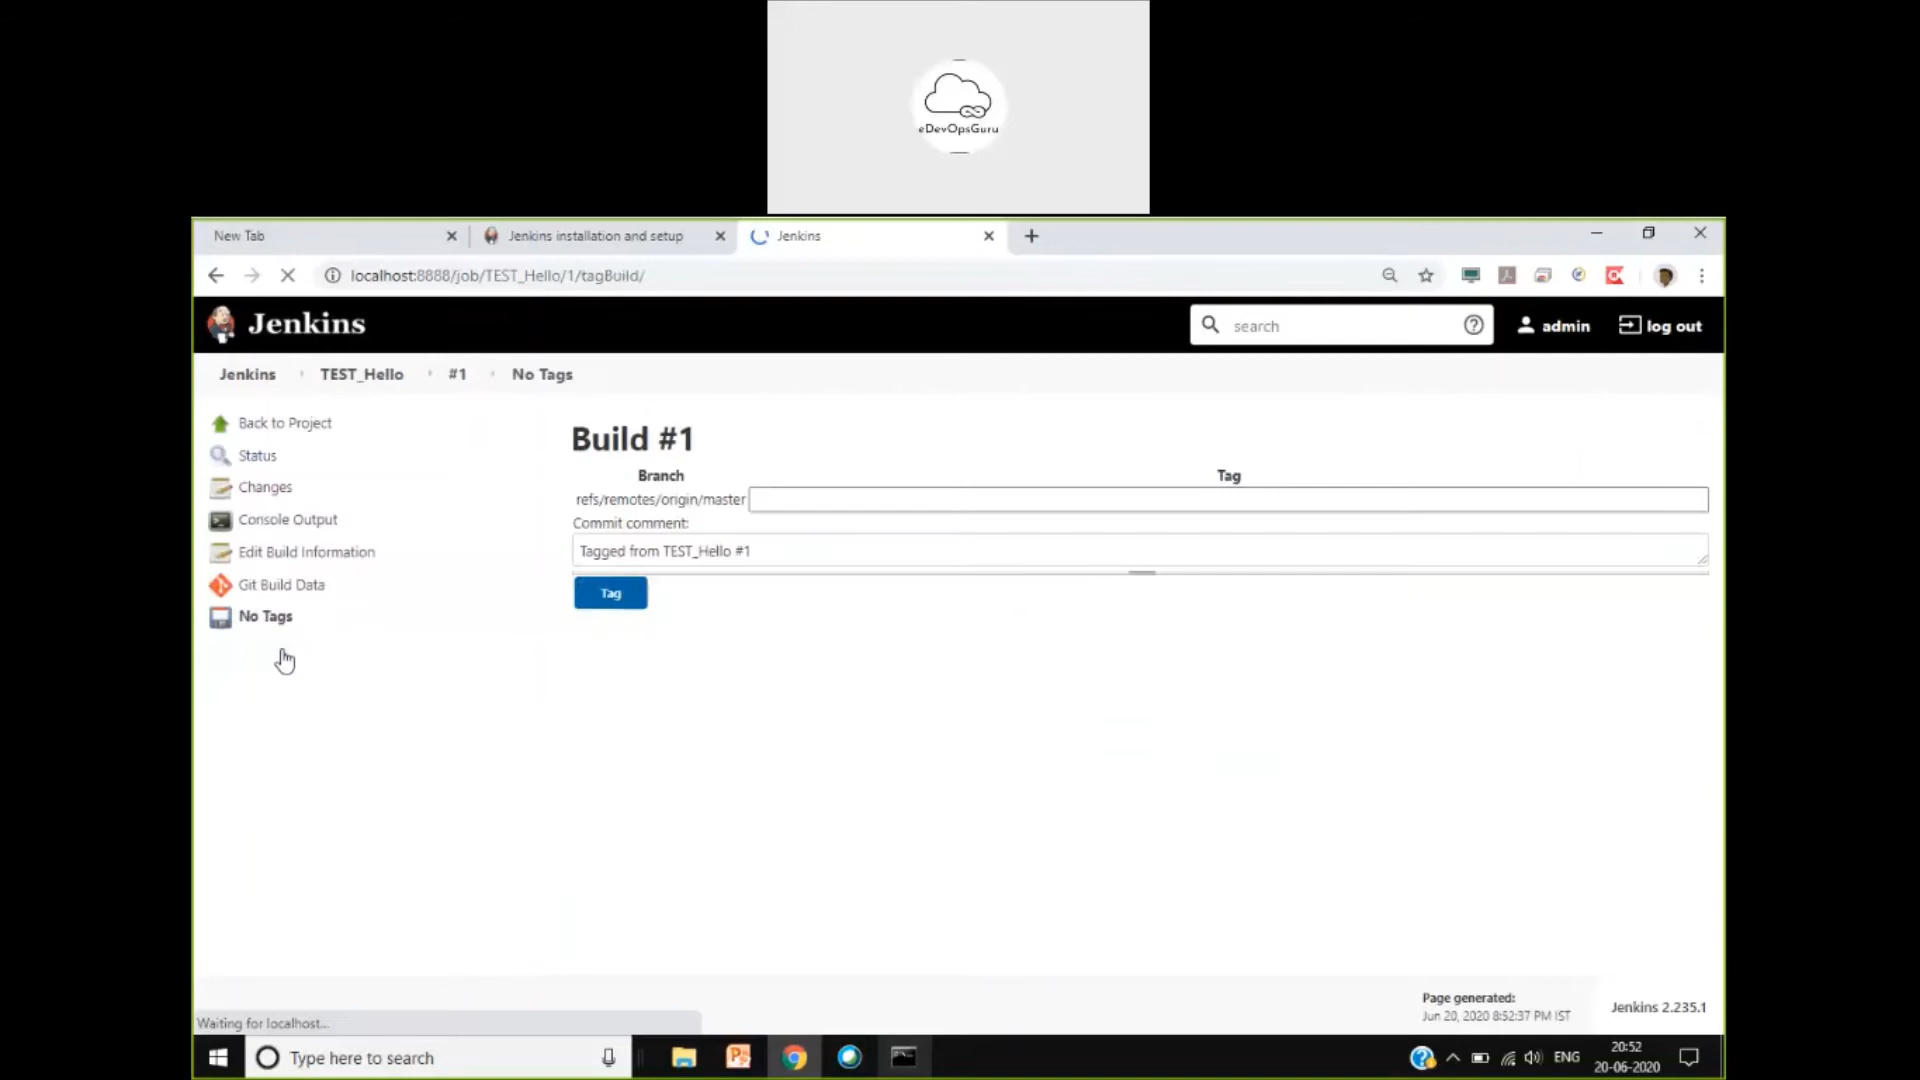 eDevOpsGuru
New Tab
Jenkins installation and setup
Jenkins
localhost:8888/job/TEST_Hello/1/tagBuild/
Jenkins
search
admin
log out
Jenkins
TEST_Hello
#1
No Tags
Back to Project
Status
Changes
Console Output
Edit Build Information
Git Build Data
No Tags
Build #1
Branch
Tag
refs/remotes/origin/master
Commit comment:
Tagged from TEST_Hello #1
Tag
Page generated:
Jun 20, 2020 8:52:37 PM IST
Jenkins 2.235.1
Waiting for localhost...
Type here to search
ENG
20:52
20-06-2020